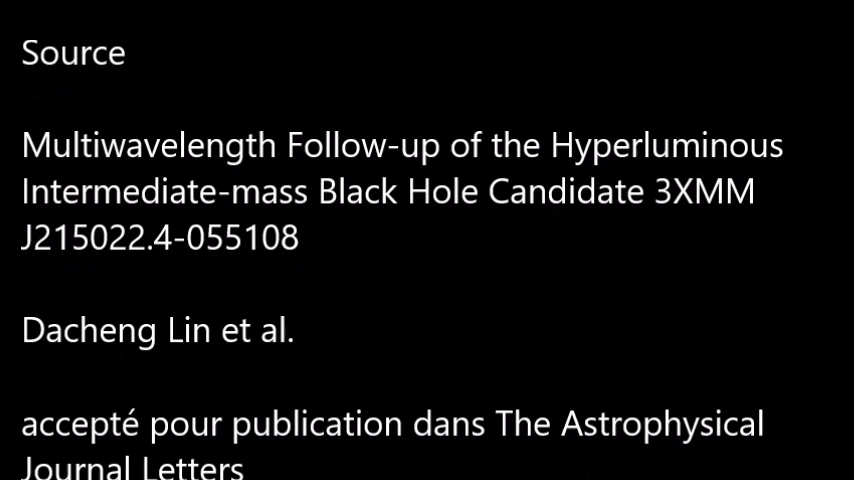 Source
Multiwavelength Follow-up of the Hyperluminous
Intermediate-mass Black Hole Candidate 3XMM
J215022.4-055108
Dacheng Lin et al.
accepté pour publication dans The Astrophysical
Journal Letters